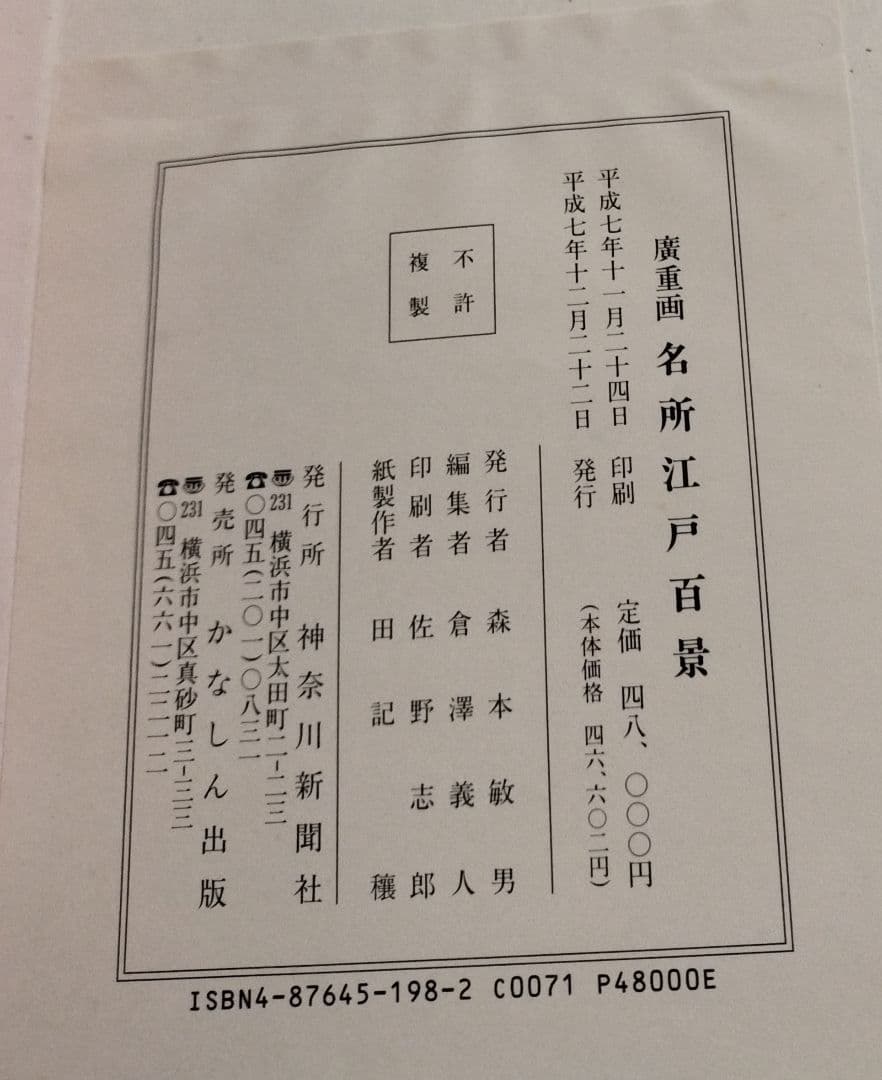 廣重画 名所江戸百景
平成七年十一月二十四日 印刷
平成七年十二月二十二日 発行
定価 四八、〇〇〇円
(本体価格 四六、六〇二円)
不許
複製
発行者 森本敏男
編集者 倉澤義人
印刷者 佐野志郎
紙製作者 田記穰
発行所 神奈川新聞社
〠231 横浜市中区太田町二-二三
☎〇四五(二〇一)〇八三一
発売所 かなしん出版
〠231 横浜市中区真砂町三-三三
☎〇四五(六六一)二二一一
ISBN4-87645-198-2 C0071 P48000E